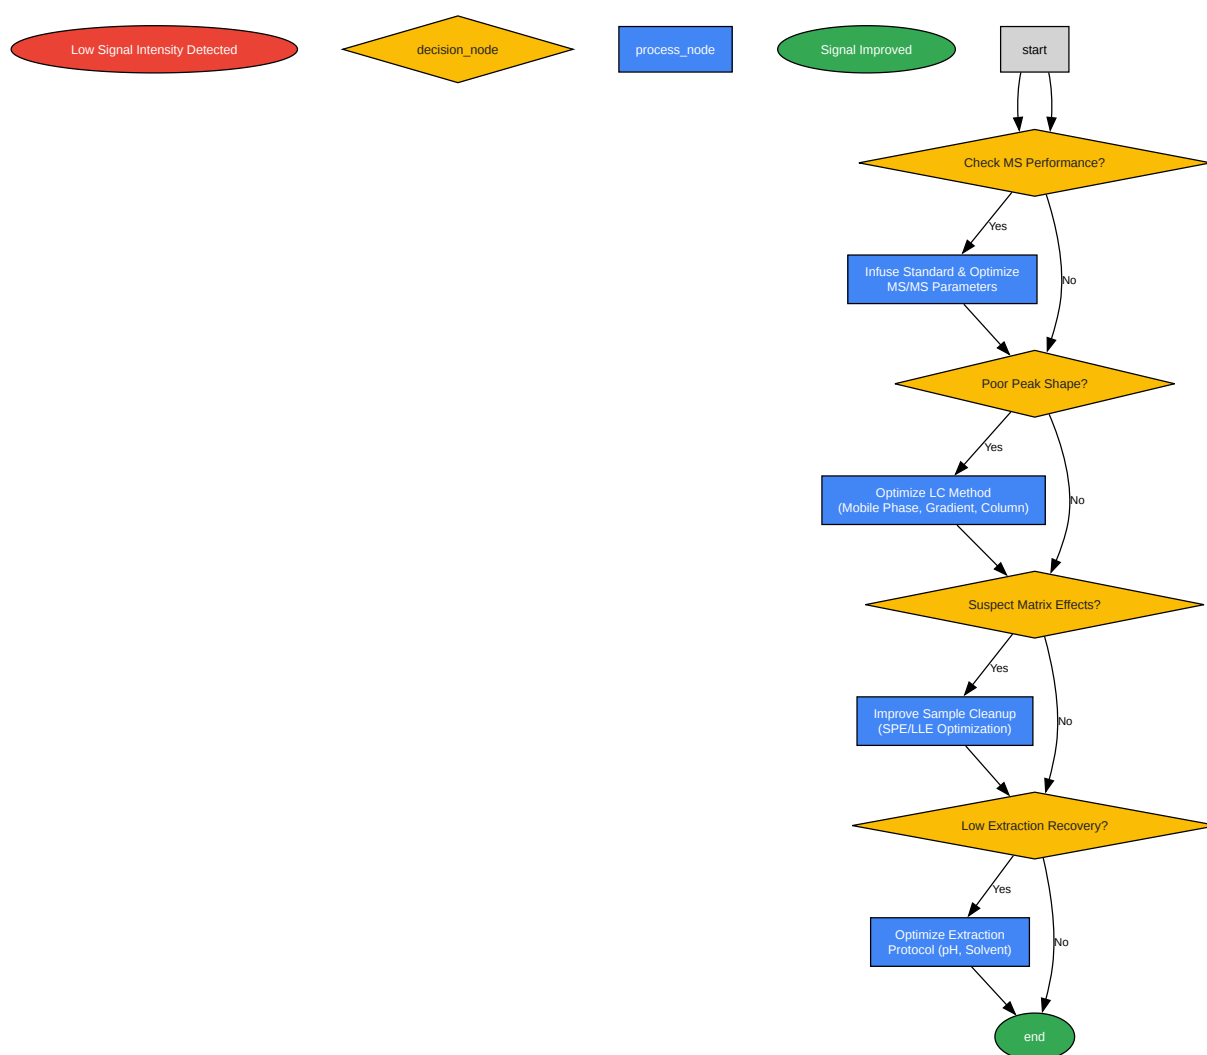 Low Signal Intensity Detected
decision_node
process_node
Signal Improved
start
Check MS Performance?
Yes
Infuse Standard & Optimize
MS/MS Parameters
No
Poor Peak Shape?
Yes
Optimize LC Method
(Mobile Phase, Gradient, Column)
No
Suspect Matrix Effects?
Yes
Improve Sample Cleanup
(SPE/LLE Optimization)
No
Low Extraction Recovery?
Yes
Optimize Extraction
Protocol (pH, Solvent)
No
end